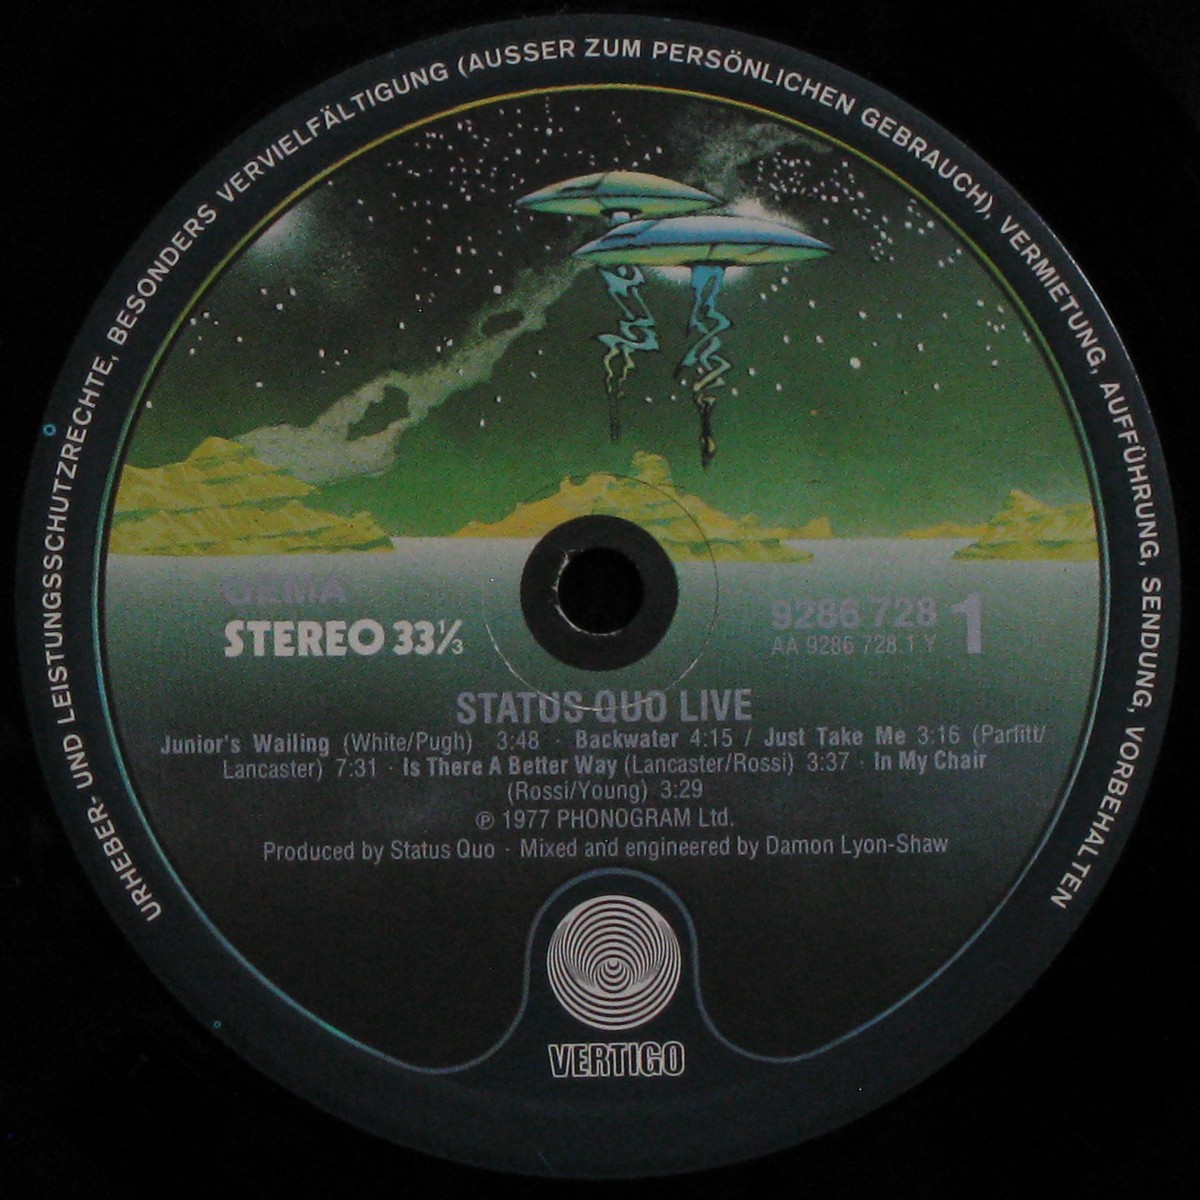 URHEBER- UND LEISTUNGSSCHUTZRECHTE, BESONDERS VERVIELFÄLTIGUNG (AUSSER ZUM PERSÖNLICHEN GEBRAUCH), VERMIETUNG, AUFFÜHRUNG, SENDUNG, VORBEHALTEN
GEMA
STEREO 33⅓
9286 728 1
AA 9286 728.1 Y
STATUS QUO LIVE
Junior's Wailing (White/Pugh) 3:48 · Backwater 4:15 / Just Take Me 3:16 (Parfitt/
Lancaster) 7:31 · Is There A Better Way (Lancaster/Rossi) 3:37 · In My Chair
(Rossi/Young) 3:29
℗ 1977 PHONOGRAM Ltd.
Produced by Status Quo · Mixed and engineered by Damon Lyon-Shaw
VERTIGO